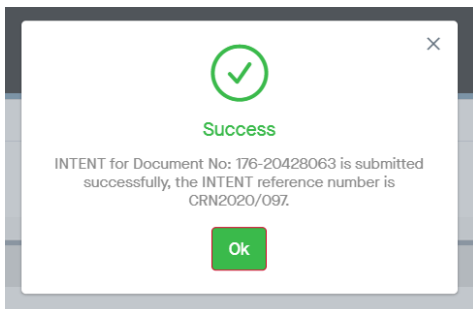 Success
INTENT for Document No: 176-20428063 is submitted
successfully, the INTENT reference number is
CRN2020/097.
Ok